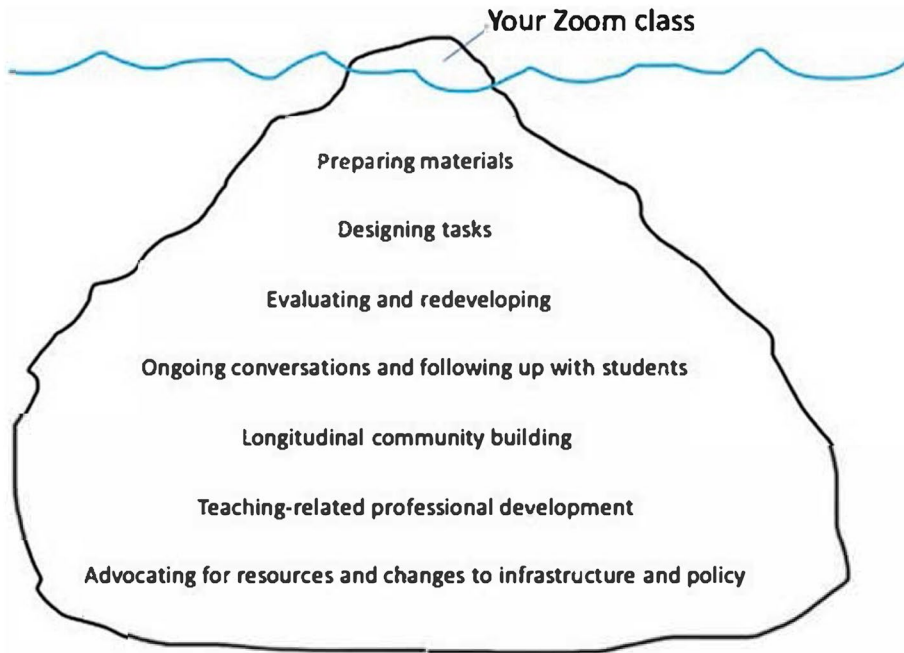 Your Zoom class
Preparing materials
Designing tasks
Evaluating and redeveloping
Ongoing conversations and following up with students
Longitudinal community building
Teaching-related professional development
Advocating for resources and changes to infrastructure and policy